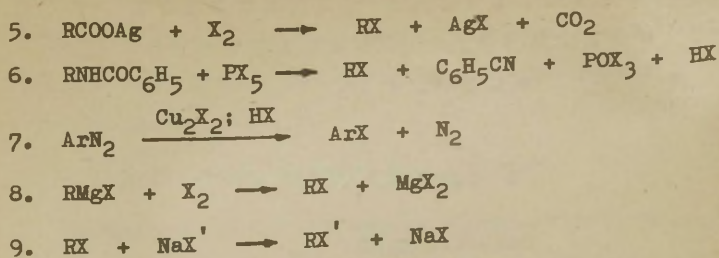 5. RCOOAg + X₂ → RX + AgX + CO₂
6. RNHCOC₆H₅ + PX₅ → RX + C₆H₅CN + POX₃ + HX
Cu₂X₂; HX
7. ArN₂ → ArX + N₂
8. RMgX + X₂ → RX + MgX₂
9. RX + NaX' → RX' + NaX